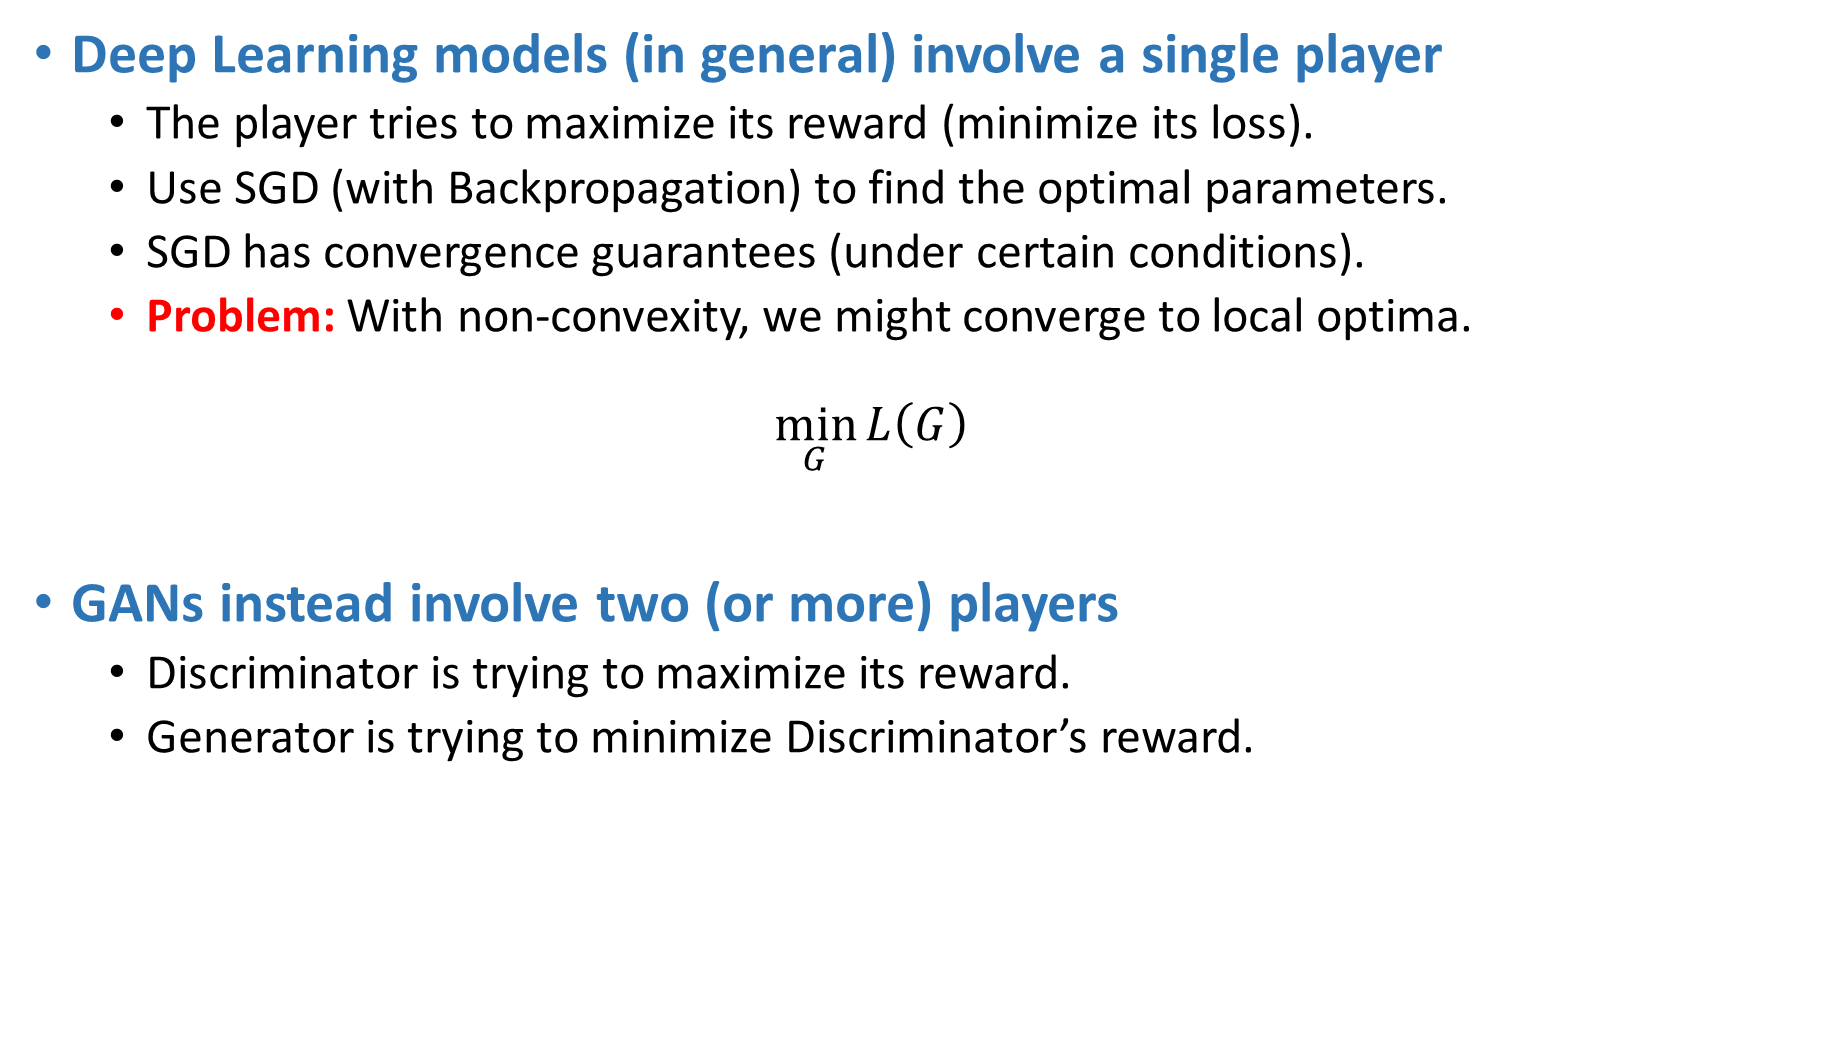 • Deep Learning models (in general) involve a single player
• The player tries to maximize its reward (minimize its loss).
• Use SGD (with Backpropagation) to find the optimal parameters.
• SGD has convergence guarantees (under certain conditions).
• Problem: With non-convexity, we might converge to local optima.
min L(G)
G
• GANs instead involve two (or more) players
• Discriminator is trying to maximize its reward.
• Generator is trying to minimize Discriminator’s reward.